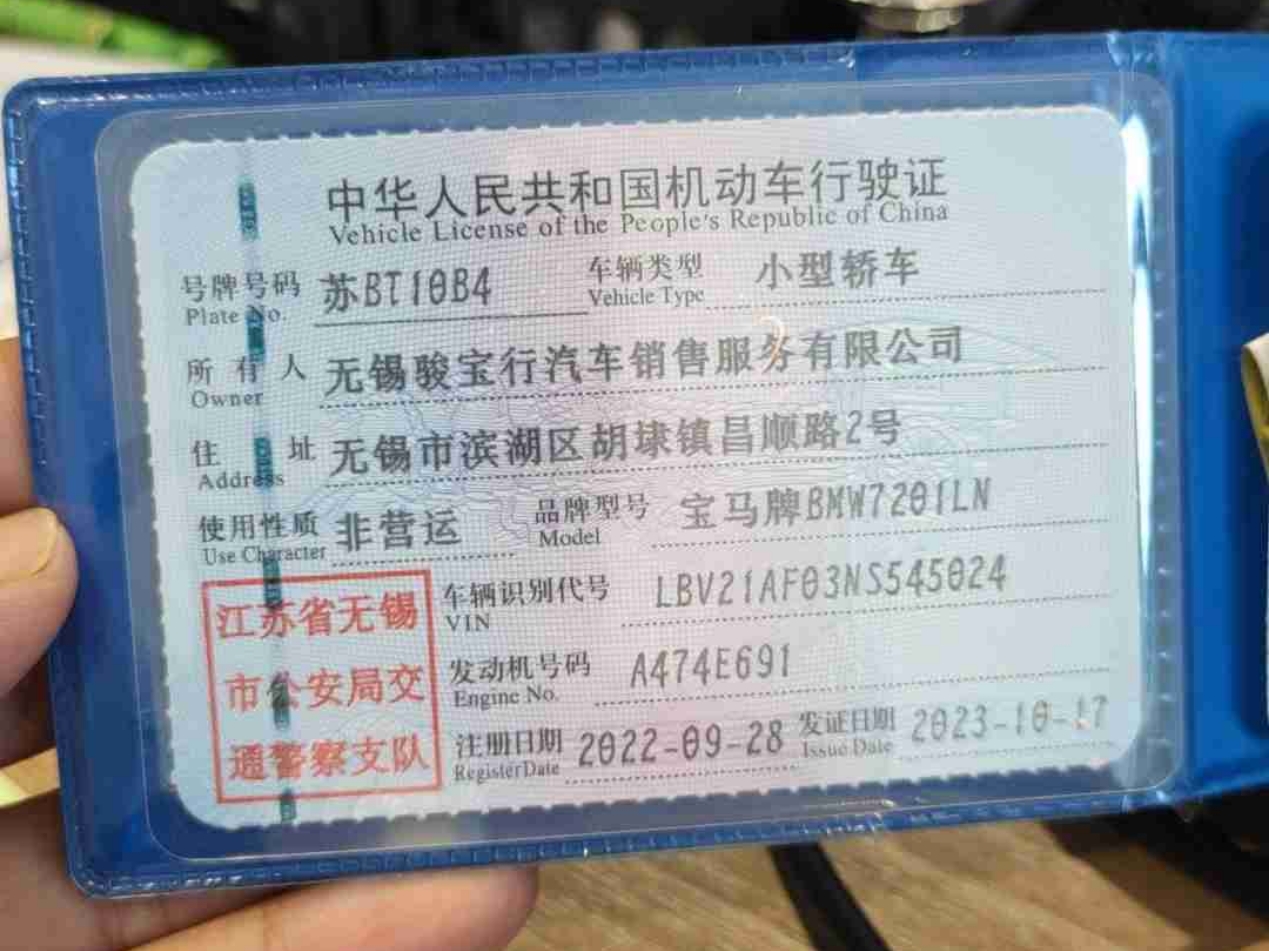 中华人民共和国机动车行驶证
Vehicle License of the People's Republic of China
号牌号码 苏BT10B4 车辆类型 小型轿车
Plate No. Vehicle Type
所有人 无锡骏宝行汽车销售服务有限公司
Owner
住址 无锡市滨湖区胡埭镇昌顺路2号
Address
使用性质 非营运 品牌型号 宝马牌BMW7201LN
Use Character Model
江苏省无锡
市公安局交
通警察支队
车辆识别代号 LBV21AF03NS545024
VIN
发动机号码 A474E691
Engine No.
注册日期 2022-09-28 发证日期 2023-10-17
Register Date Issue Date